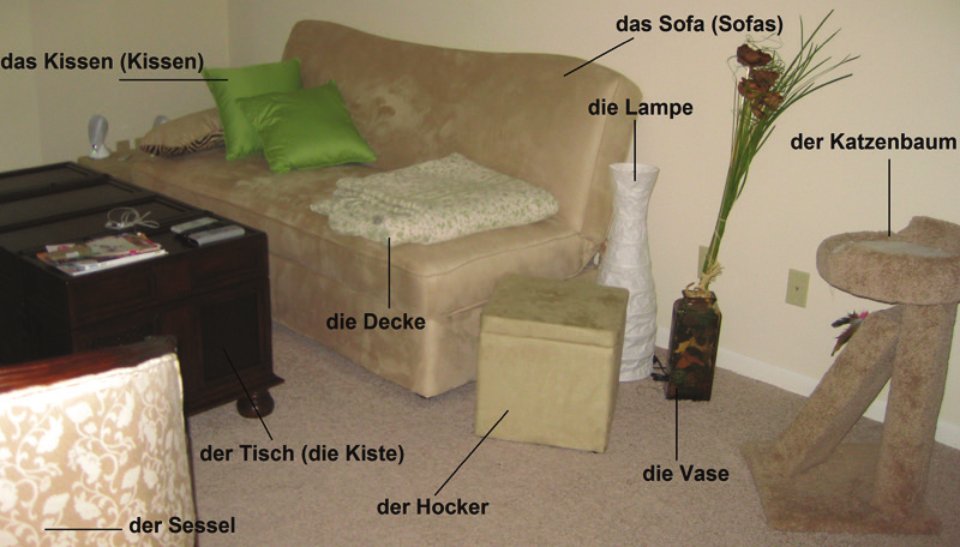 das Sofa (Sofas)
das Kissen (Kissen)
die Lampe
der Katzenbaum
die Decke
der Tisch (die Kiste)
die Vase
der Hocker
der Sessel